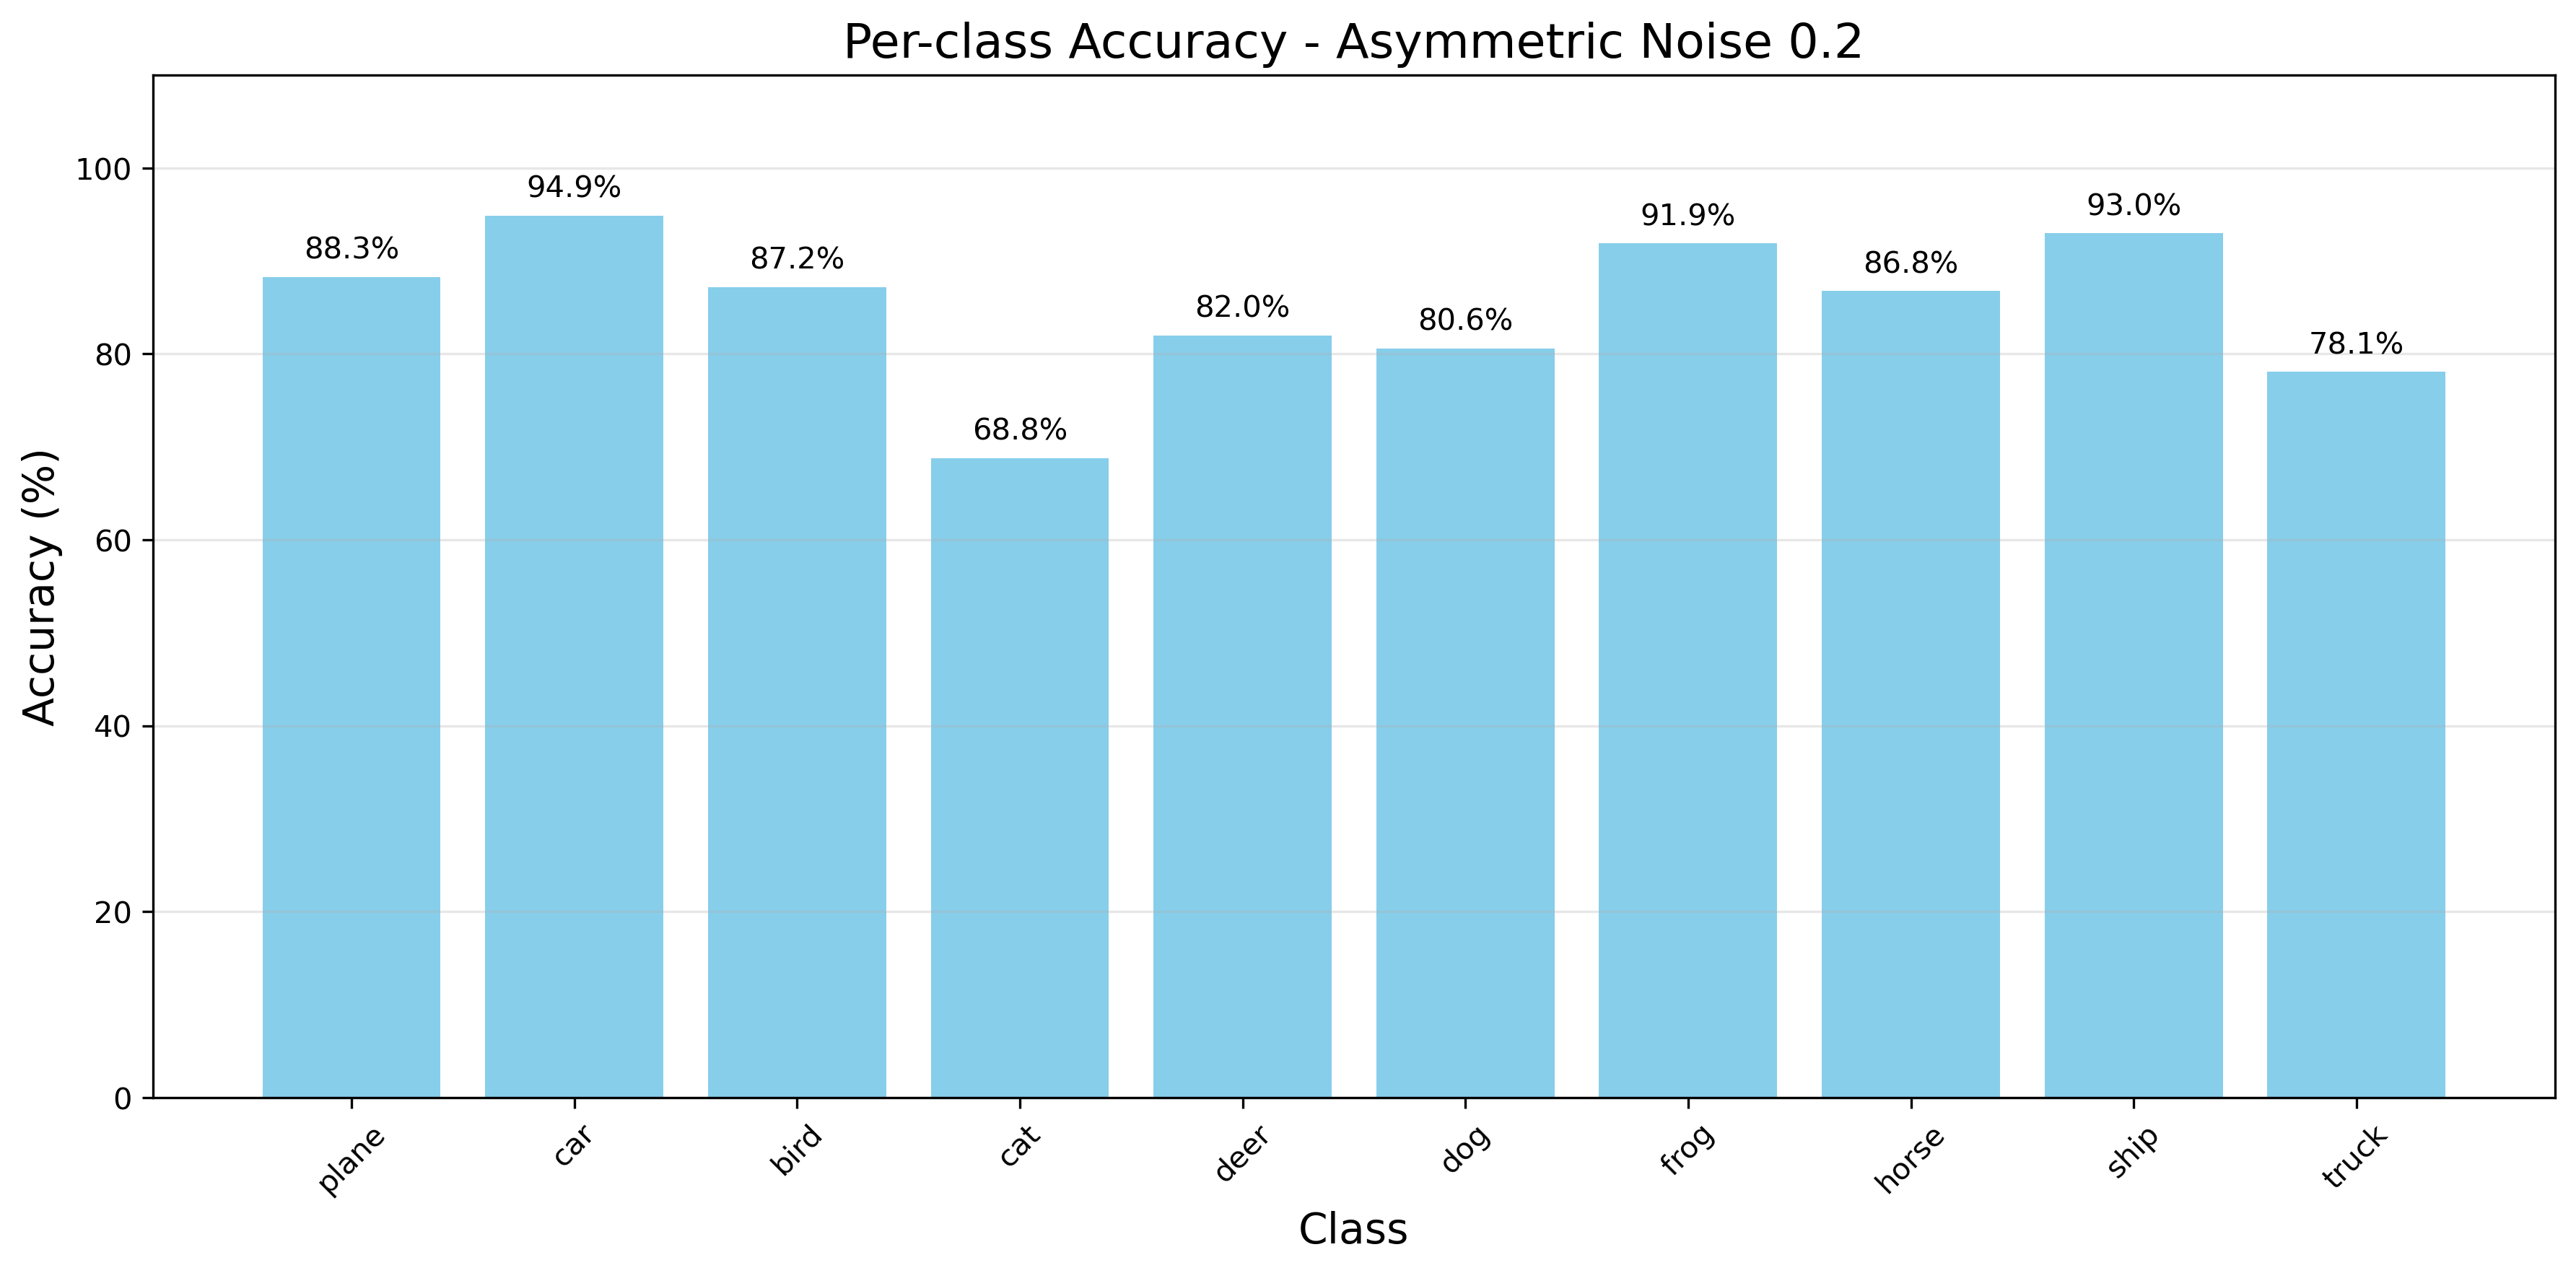 Per-class Accuracy - Asymmetric Noise 0.2
Accuracy (%)
100
80
60
40
20
0
88.3%
94.9%
87.2%
68.8%
82.0%
80.6%
91.9%
86.8%
93.0%
78.1%
plane
car
bird
cat
deer
dog
frog
horse
ship
truck
Class